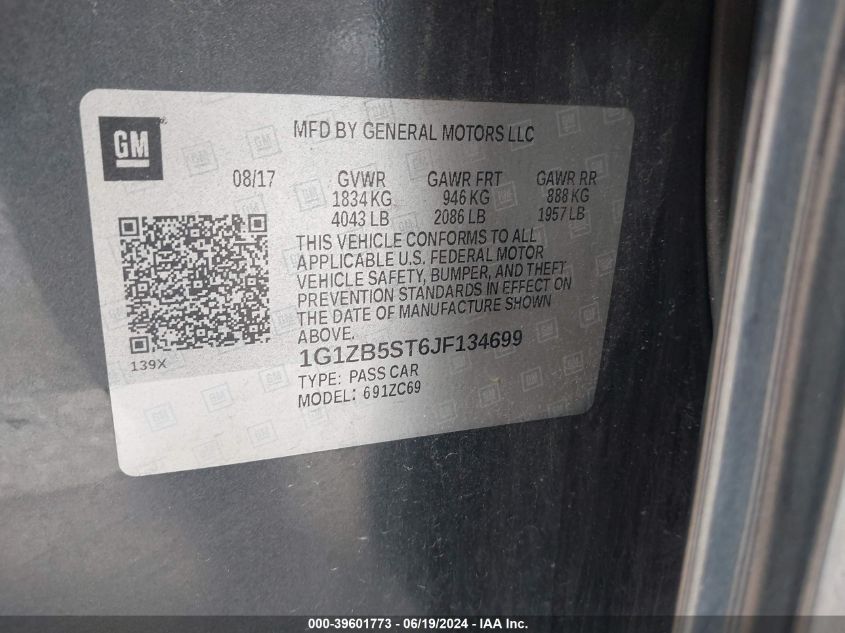 GM
MFD BY GENERAL MOTORS LLC
08/17 GVWR GAWR FRT GAWR RR
1834 KG 946 KG 888 KG
4043 LB 2086 LB 1957 LB
THIS VEHICLE CONFORMS TO ALL
APPLICABLE U.S. FEDERAL MOTOR
VEHICLE SAFETY, BUMPER, AND THEFT
PREVENTION STANDARDS IN EFFECT ON
THE DATE OF MANUFACTURE SHOWN
ABOVE.
139X
1G1ZB5ST6JF134699
TYPE: PASS CAR
MODEL: 691ZC69
000-39601773 - 06/19/2024 - IAA Inc.